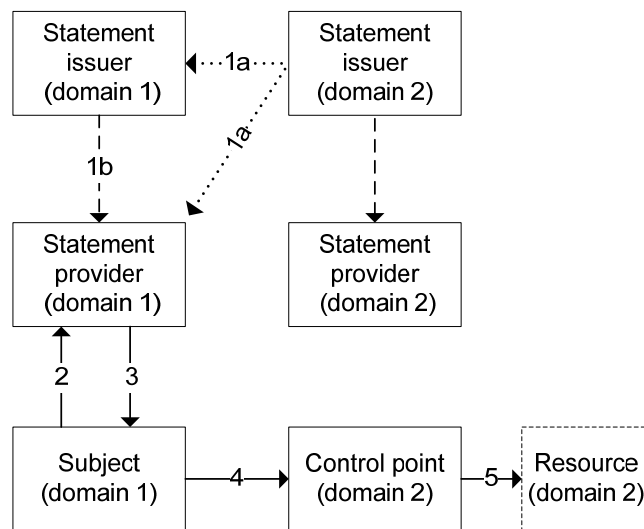 Statement
issuer
(domain 1)
1a
Statement
issuer
(domain 2)
1a
1b
Statement
provider
(domain 1)
Statement
provider
(domain 2)
2
3
Subject
(domain 1)
4
Control point
(domain 2)
5
Resource
(domain 2)